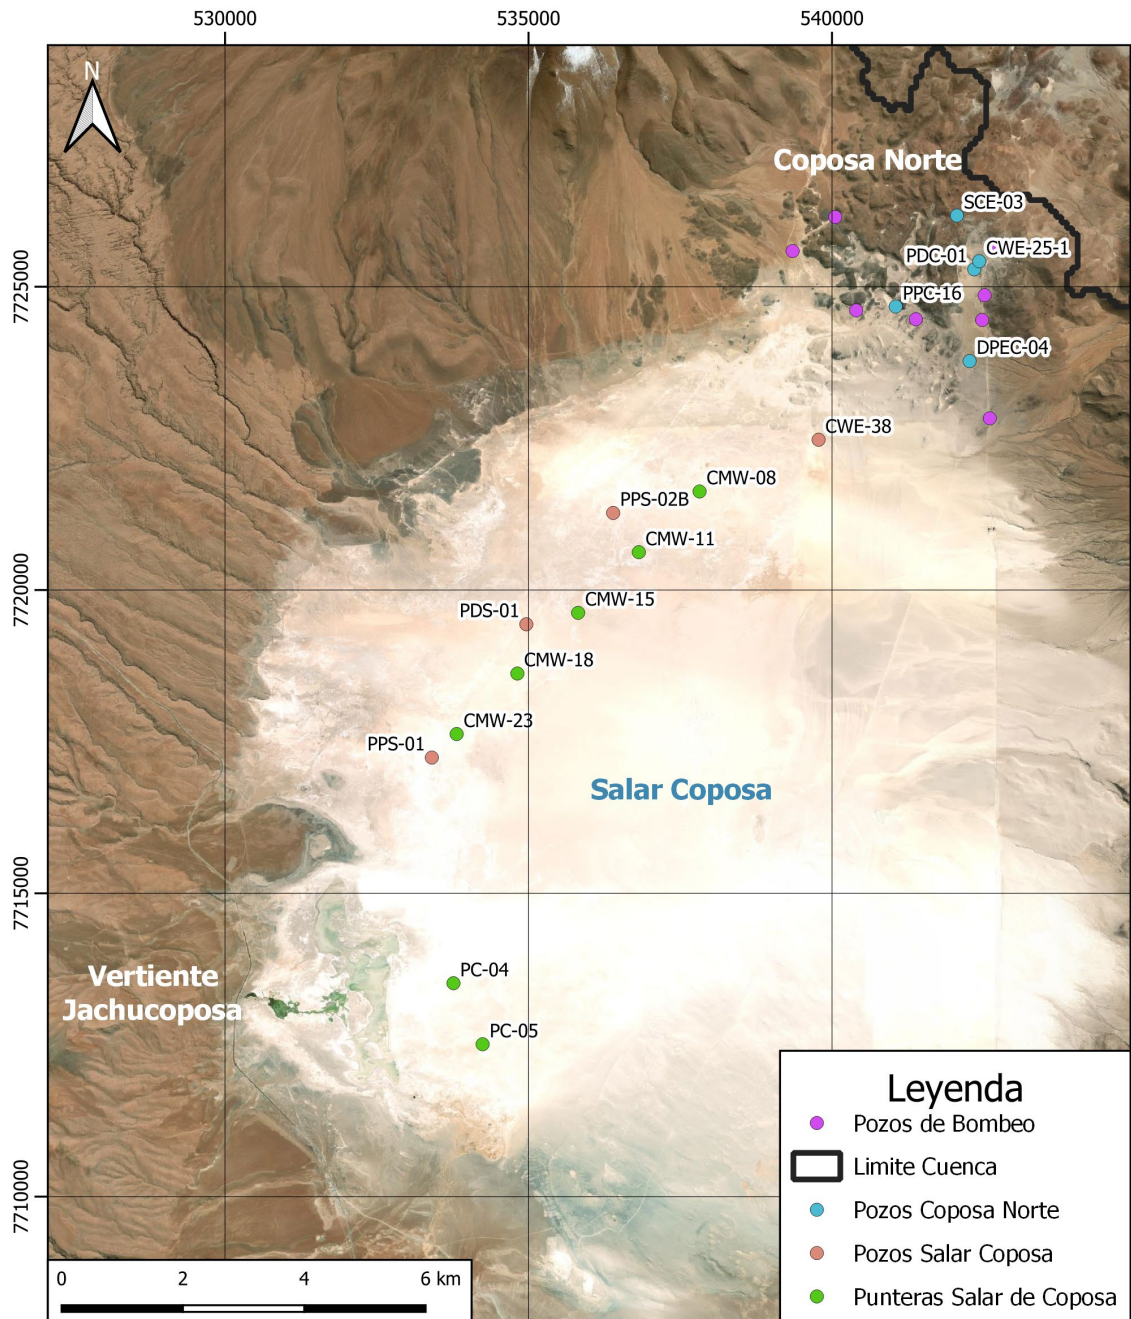 530000
535000
540000
N
Coposa Norte
SCE-03
CWE-25-1
PDC-01
7725000
PPC-16
DPEC-04
CWE-38
CMW-08
PPS-02B
CMW-11
7720000
CMW-15
PDS-01
CMW-18
CMW-23
PPS-01
Salar Coposa
7715000
PC-04
Vertiente
Jachucoposa
PC-05
Leyenda
Pozos de Bombeo
Limite Cuenca
7710000
Pozos Coposa Norte
Pozos Salar Coposa
Punteras Salar de Coposa
0 2 4 6 km